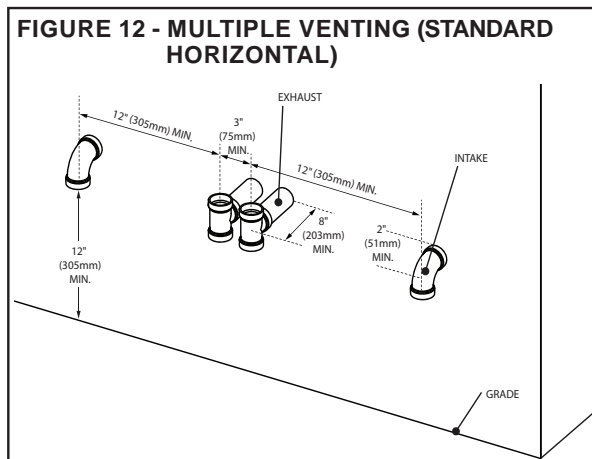 FIGURE 12 - MULTIPLE VENTING (STANDARD
HORIZONTAL)
EXHAUST
12" (305mm) MIN.
3"
(75mm)
MIN.
12" (305mm) MIN.
INTAKE
8"
(203mm)
MIN.
2"
(51mm)
MIN.
12"
(305mm)
MIN.
GRADE